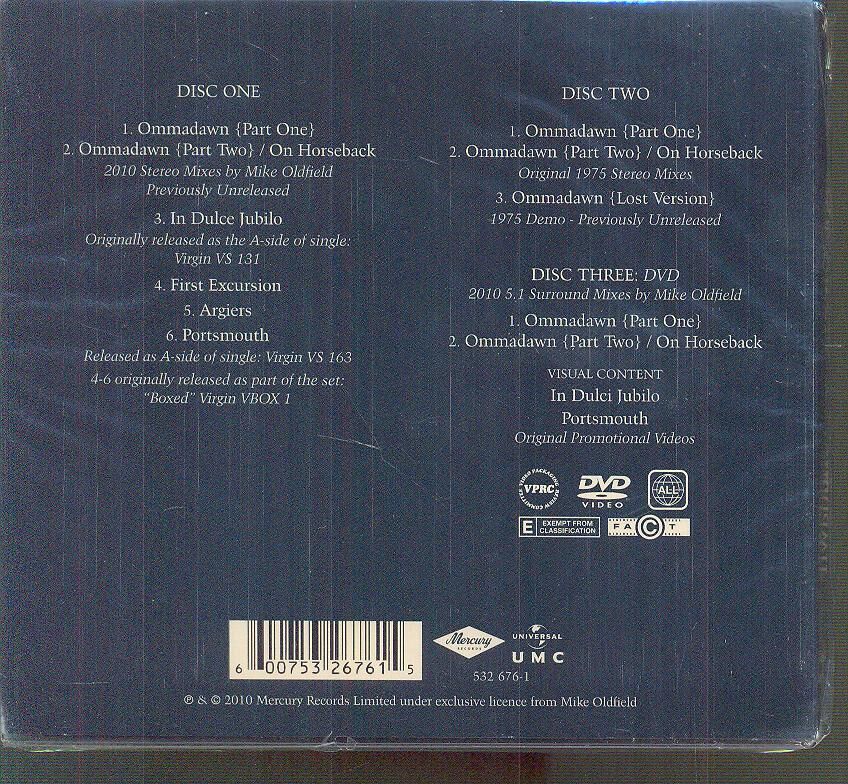 DISC ONE
1. Ommadawn {Part One}
2. Ommadawn {Part Two} / On Horseback
2010 Stereo Mixes by Mike Oldfield
Previously Unreleased
3. In Dulce Jubilo
Originally released as the A-side of single:
Virgin VS 131
4. First Excursion
5. Argiers
6. Portsmouth
Released as A-side of single: Virgin VS 163
4-6 originally released as part of the set:
"Boxed" Virgin VBOX 1
DISC TWO
1. Ommadawn {Part One}
2. Ommadawn {Part Two} / On Horseback
Original 1975 Stereo Mixes
3. Ommadawn {Lost Version}
1975 Demo - Previously Unreleased
DISC THREE: DVD
2010 5.1 Surround Mixes by Mike Oldfield
1. Ommadawn {Part One}
2. Ommadawn {Part Two} / On Horseback
VISUAL CONTENT
In Dulci Jubilo
Portsmouth
Original Promotional Videos
VIDEO PACKAGING REVIEW COMMITTEE
VPRC
DVD
VIDEO
ALL
E EXEMPT FROM
CLASSIFICATION
FACT
6 00753 26761 5
Mercury
RECORDS
UNIVERSAL
UMC
532 676-1
℗ & © 2010 Mercury Records Limited under exclusive licence from Mike Oldfield